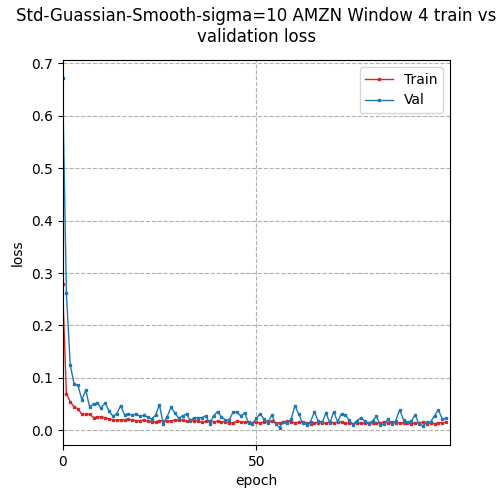 Std-Guassian-Smooth-sigma=10 AMZN Window 4 train vs
validation loss
0.7
0.6
0.5
0.4
0.3
0.2
0.1
0.0
loss
Train
Val
0
50
epoch